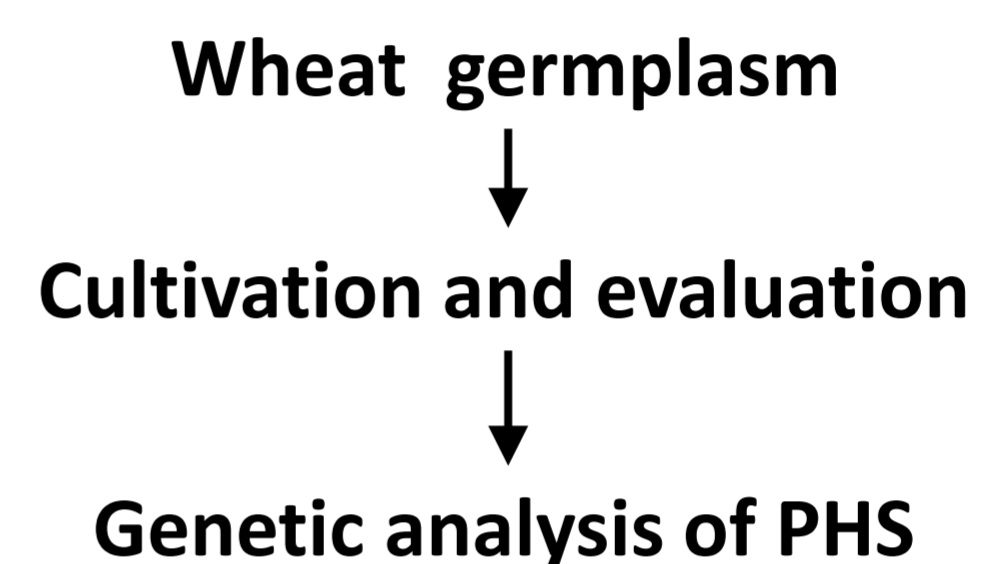 Wheat germplasm
Cultivation and evaluation
Genetic analysis of PHS